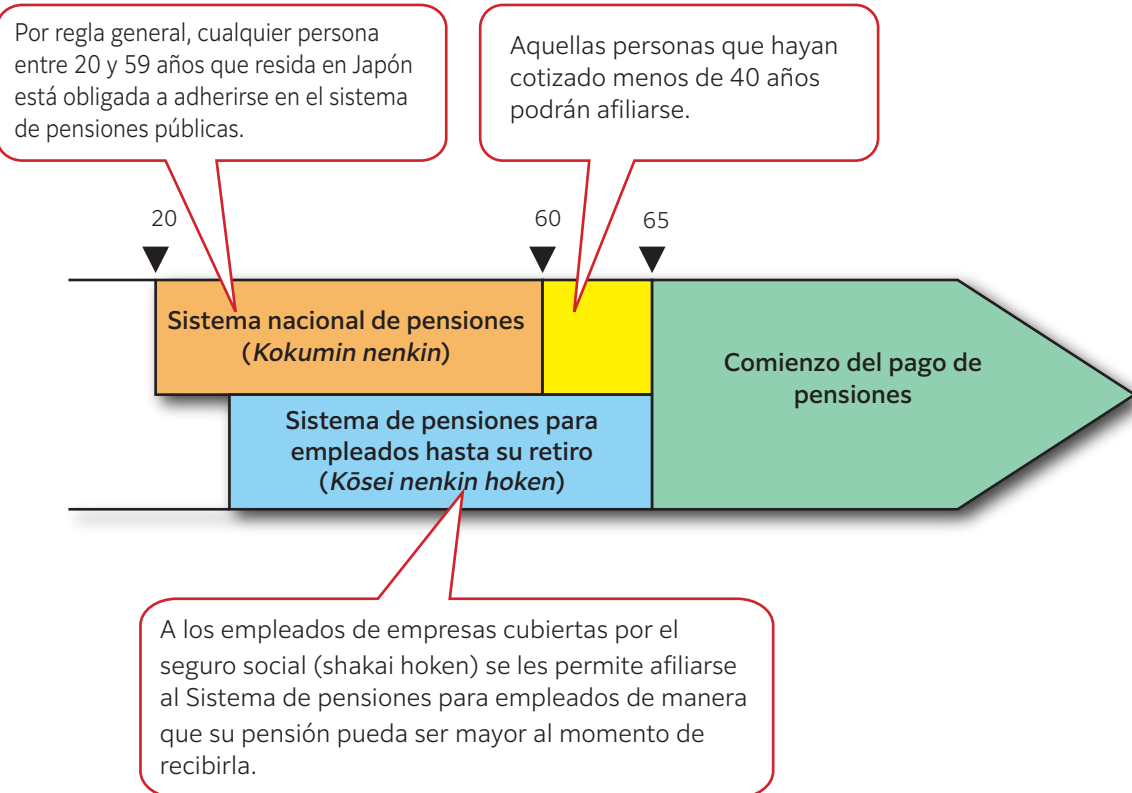 Por regla general, cualquier persona
entre 20 y 59 años que resida en Japón
está obligada a adherirse en el sistema
de pensiones públicas.
Aquellas personas que hayan
cotizado menos de 40 años
podrán afiliarse.
20
60
65
Sistema nacional de pensiones
(Kokumin nenkin)
Comienzo del pago de
pensiones
Sistema de pensiones para
empleados hasta su retiro
(Kōsei nenkin hoken)
A los empleados de empresas cubiertas por el
seguro social (shakai hoken) se les permite afiliarse
al Sistema de pensiones para empleados de manera
que su pensión pueda ser mayor al momento de
recibirla.